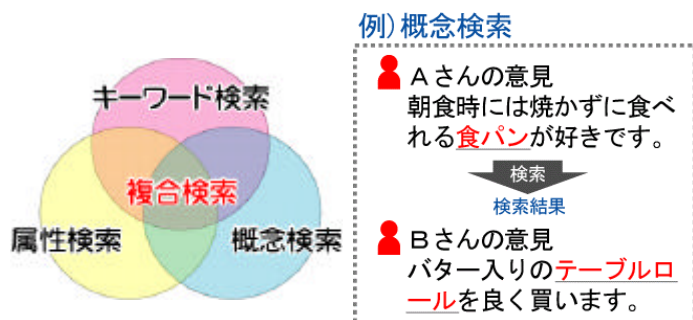 キーワード検索
複合検索
属性検索
概念検索
例)概念検索
Aさんの意見
朝食時には焼かずに食べ
れる食パンが好きです。
検索
検索結果
Bさんの意見
バター入りのテーブルロ
ールを良く買います。